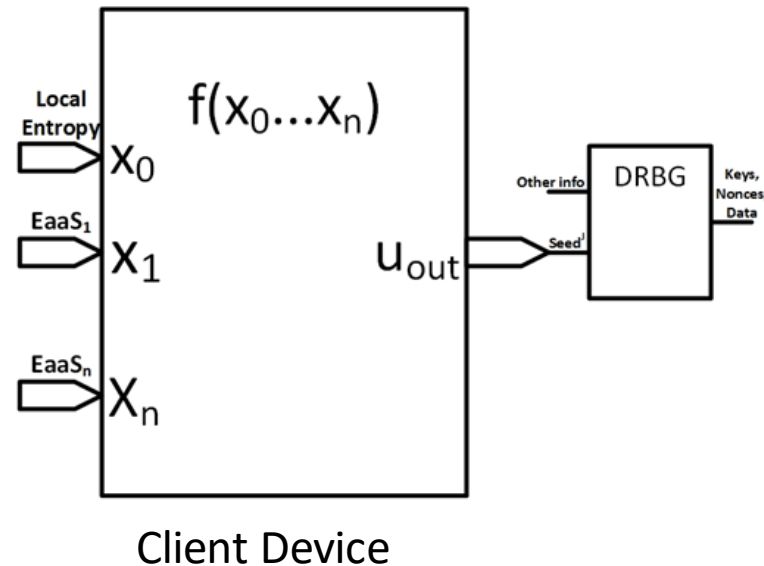 Local
Entropy
f(x₀...xₙ)
x₀
EaaS₁
x₁
EaaSₙ
Xₙ
uout
Other info
Seed
DRBG
Keys,
Nonces
Data
Client Device